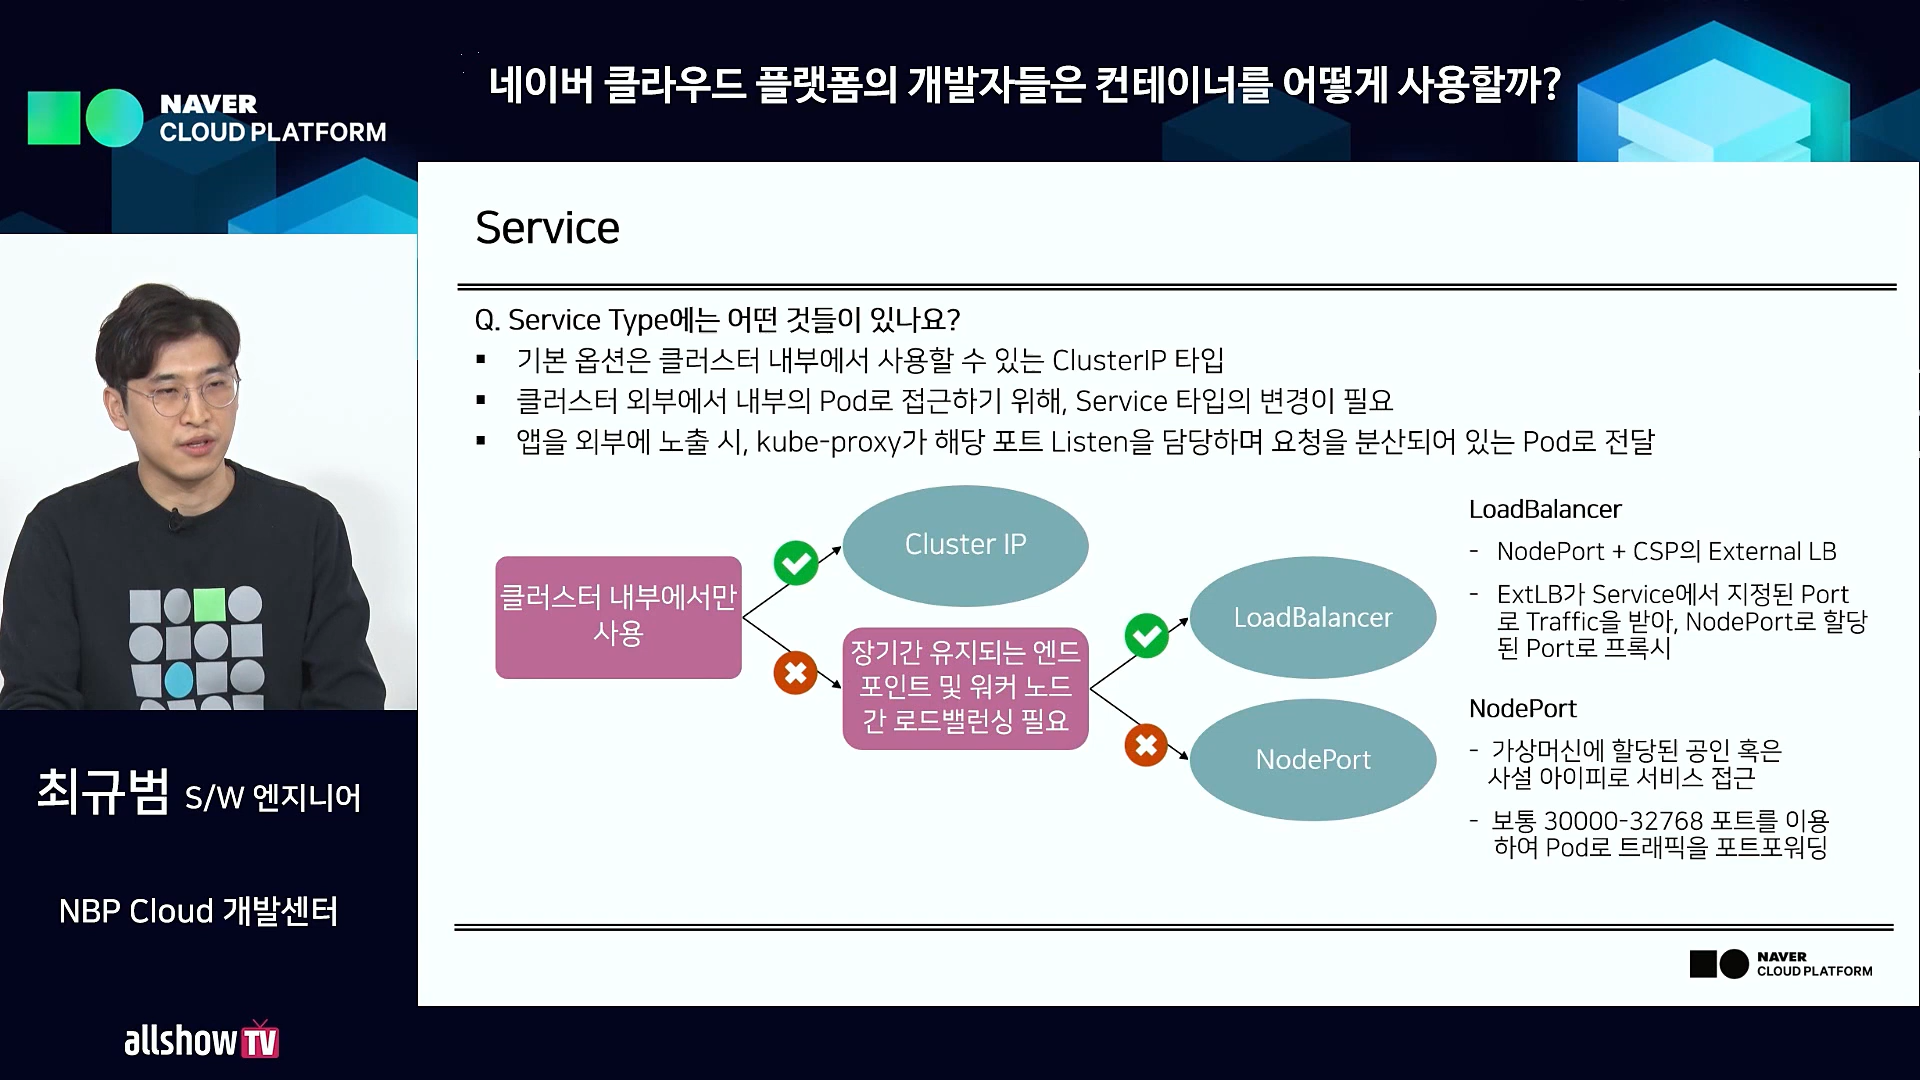 네이버 클라우드 플랫폼의 개발자들은 컨테이너를 어떻게 사용할까?
NAVER
CLOUD PLATFORM
Service
Q. Service Type에는 어떤 것들이 있나요?
▪ 기본 옵션은 클러스터 내부에서 사용할 수 있는 ClusterIP 타입
▪ 클러스터 외부에서 내부의 Pod로 접근하기 위해, Service 타입의 변경이 필요
▪ 앱을 외부에 노출 시, kube-proxy가 해당 포트 Listen을 담당하며 요청을 분산되어 있는 Pod로 전달
클러스터 내부에서만
사용
Cluster IP
장기간 유지되는 엔드
포인트 및 워커 노드
간 로드밸런싱 필요
LoadBalancer
NodePort
LoadBalancer
- NodePort + CSP의 External LB
- ExtLB가 Service에서 지정된 Port
로 Traffic을 받아, NodePort로 할당
된 Port로 프록시
NodePort
- 가상머신에 할당된 공인 혹은
사설 아이피로 서비스 접근
- 보통 30000-32768 포트를 이용
하여 Pod로 트래픽을 포트포워딩
NAVER
CLOUD PLATFORM
최규범 S/W 엔지니어
NBP Cloud 개발센터
allshow TV